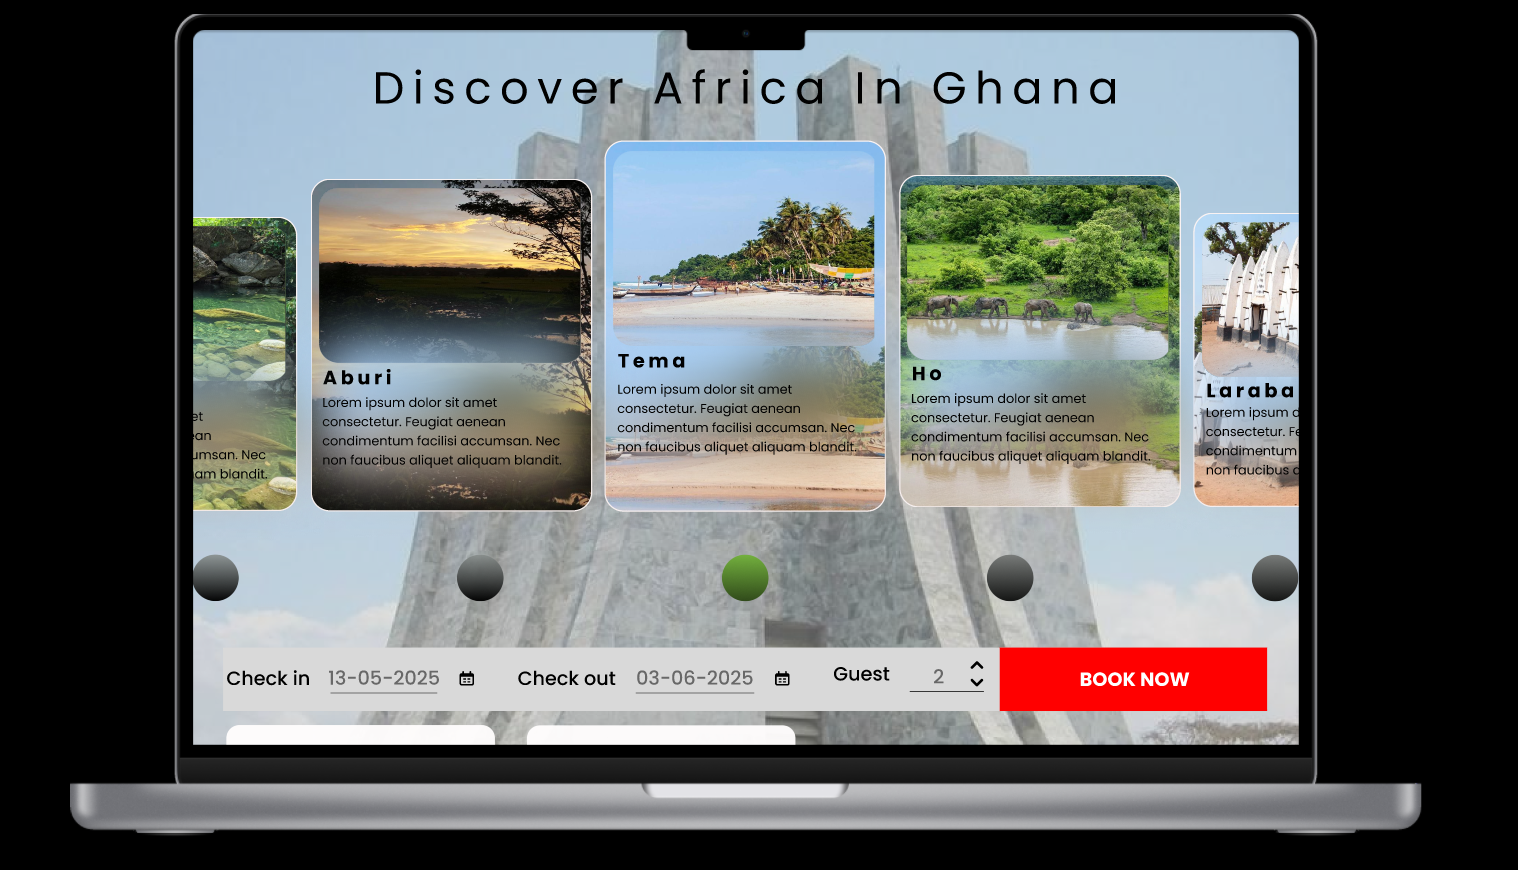 Discover Africa In Ghana
et
ean
umsan. Nec
am blandit.
Aburi
Lorem ipsum dolor sit amet
consectetur. Feugiat aenean
condimentum facilisi accumsan. Nec
non faucibus aliquet aliquam blandit.
Tema
Lorem ipsum dolor sit amet
consectetur. Feugiat aenean
condimentum facilisi accumsan. Nec
non faucibus aliquet aliquam blandit.
Ho
Lorem ipsum dolor sit amet
consectetur. Feugiat aenean
condimentum facilisi accumsan. Nec
non faucibus aliquet aliquam blandit.
Laraba
Lorem ipsum d
consectetur. Fe
condimentum
non faucibus a
Check in 13-05-2025 Check out 03-06-2025 Guest 2 BOOK NOW